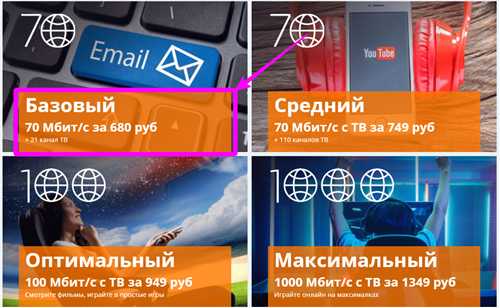 70
Email
Базовый
70 Мбит/с за 680 руб
+ 21 канал ТВ
70
YouTube
Средний
70 Мбит/с с ТВ за 749 руб
+ 110 каналов ТВ
100
Оптимальный
100 Мбит/с с ТВ за 949 руб
Смотрите фильмы, играйте в простые игры
1000
Максимальный
1000 Мбит/с с ТВ за 1349 руб
Играйте онлайн на максималках